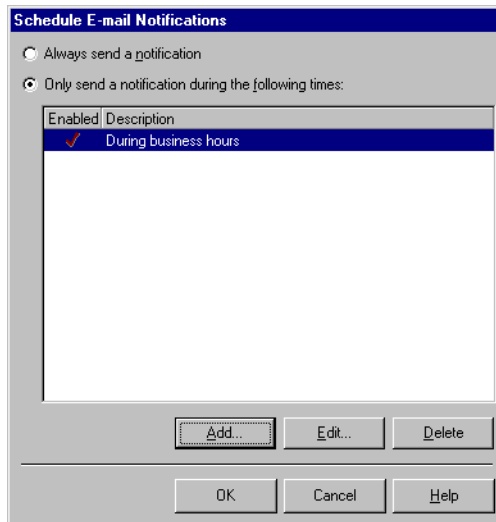 Schedule E-mail Notifications
Always send a notification
Only send a notification during the following times:
Enabled Description
During business hours
Add... Edit... Delete
OK Cancel Help